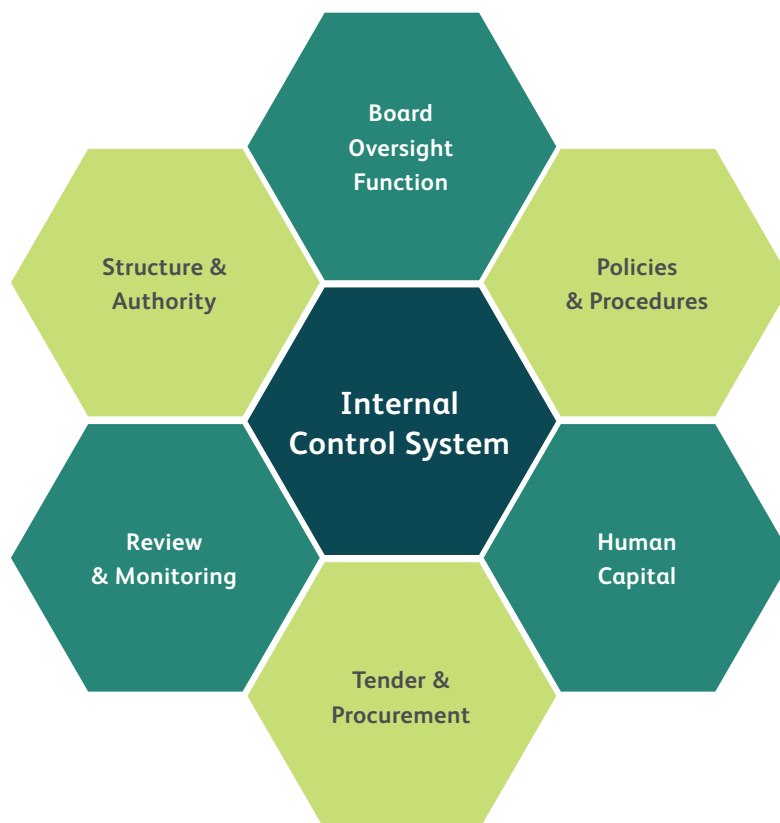 Board
Oversight
Function
Structure &
Authority
Policies
& Procedures
Internal
Control System
Review
& Monitoring
Human
Capital
Tender &
Procurement